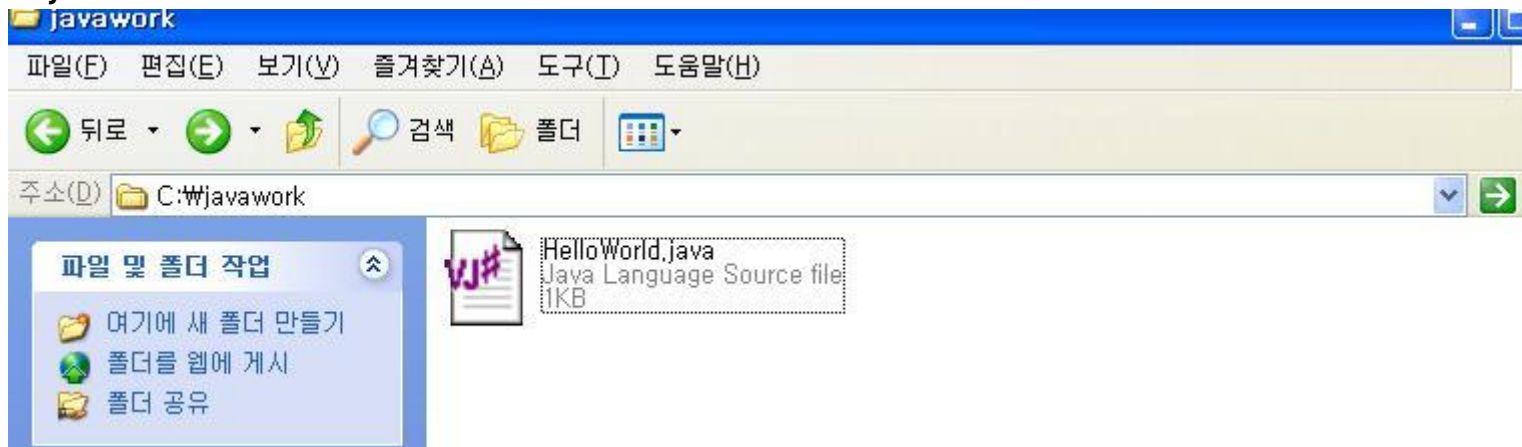 javawork
파일(F) 편집(E) 보기(V) 즐겨찾기(A) 도구(T) 도움말(H)
뒤로 검색 폴더
주소(D) C:₩javawork
파일 및 폴더 작업
여기에 새 폴더 만들기
폴더를 웹에 게시
폴더 공유
VJ#
HelloWorld.java
Java Language Source file
1KB